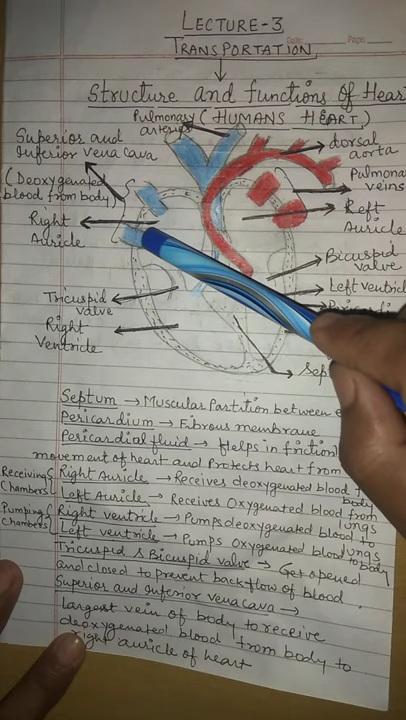 LECTURE-3
Date: Page:
TRANSPORTATION
Structure and functions of Heart
(HUMANS HEART)
Pulmonary arteries
dorsal aorta
Superior and Inferior vena cava
(Deoxygenated blood from body)
Pulmonary veins
Right Auricle
Left Auricle
Bicuspid valve
Tricuspid valve
Left ventricl
Right Ventricle
Sep
Septum → Muscular Partition between
Pericardium → Fibrous membrane
Pericardial fluid → Helps in friction
movement of heart and Protects heart from
Receiving Chambers
Right Auricle → Receives deoxygenated blood f body
Left Auricle → Receives Oxygenated blood from lungs
Pumping chambers
Right ventricle → Pumps deoxygenated blood to lungs
Left ventricle → Pumps Oxygenated blood to body
Tricuspid & Bicuspid valve → Get opened
and closed to prevent backflow of blood.
Superior and inferior venacava →
largest vein of body to receive
deoxygenated blood from body to
right auricle of heart